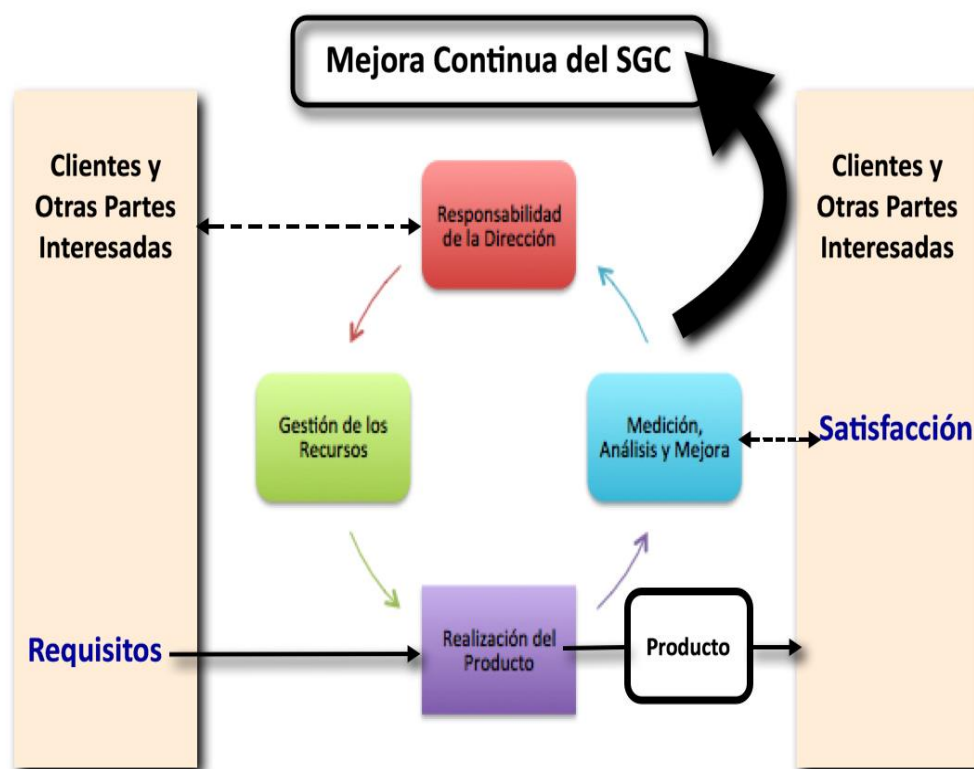 Mejora Continua del SGC
Clientes y
Otras Partes
Interesadas
Clientes y
Otras Partes
Interesadas
Responsabilidad
de la Dirección
Gestión de los
Recursos
Medición,
Análisis y Mejora
Satisfacción
Requisitos
Realización del
Producto
Producto